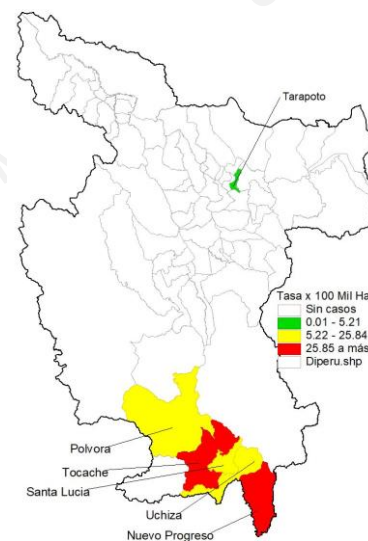 Tarapoto
Tasa x 100 Mil Ha
Sin casos
0.01 - 5.21
5.22 - 25.84
25.85 a más
Diperu.shp
Polvora
Tocache
Santa Lucia
Uchiza
Nuevo Progreso